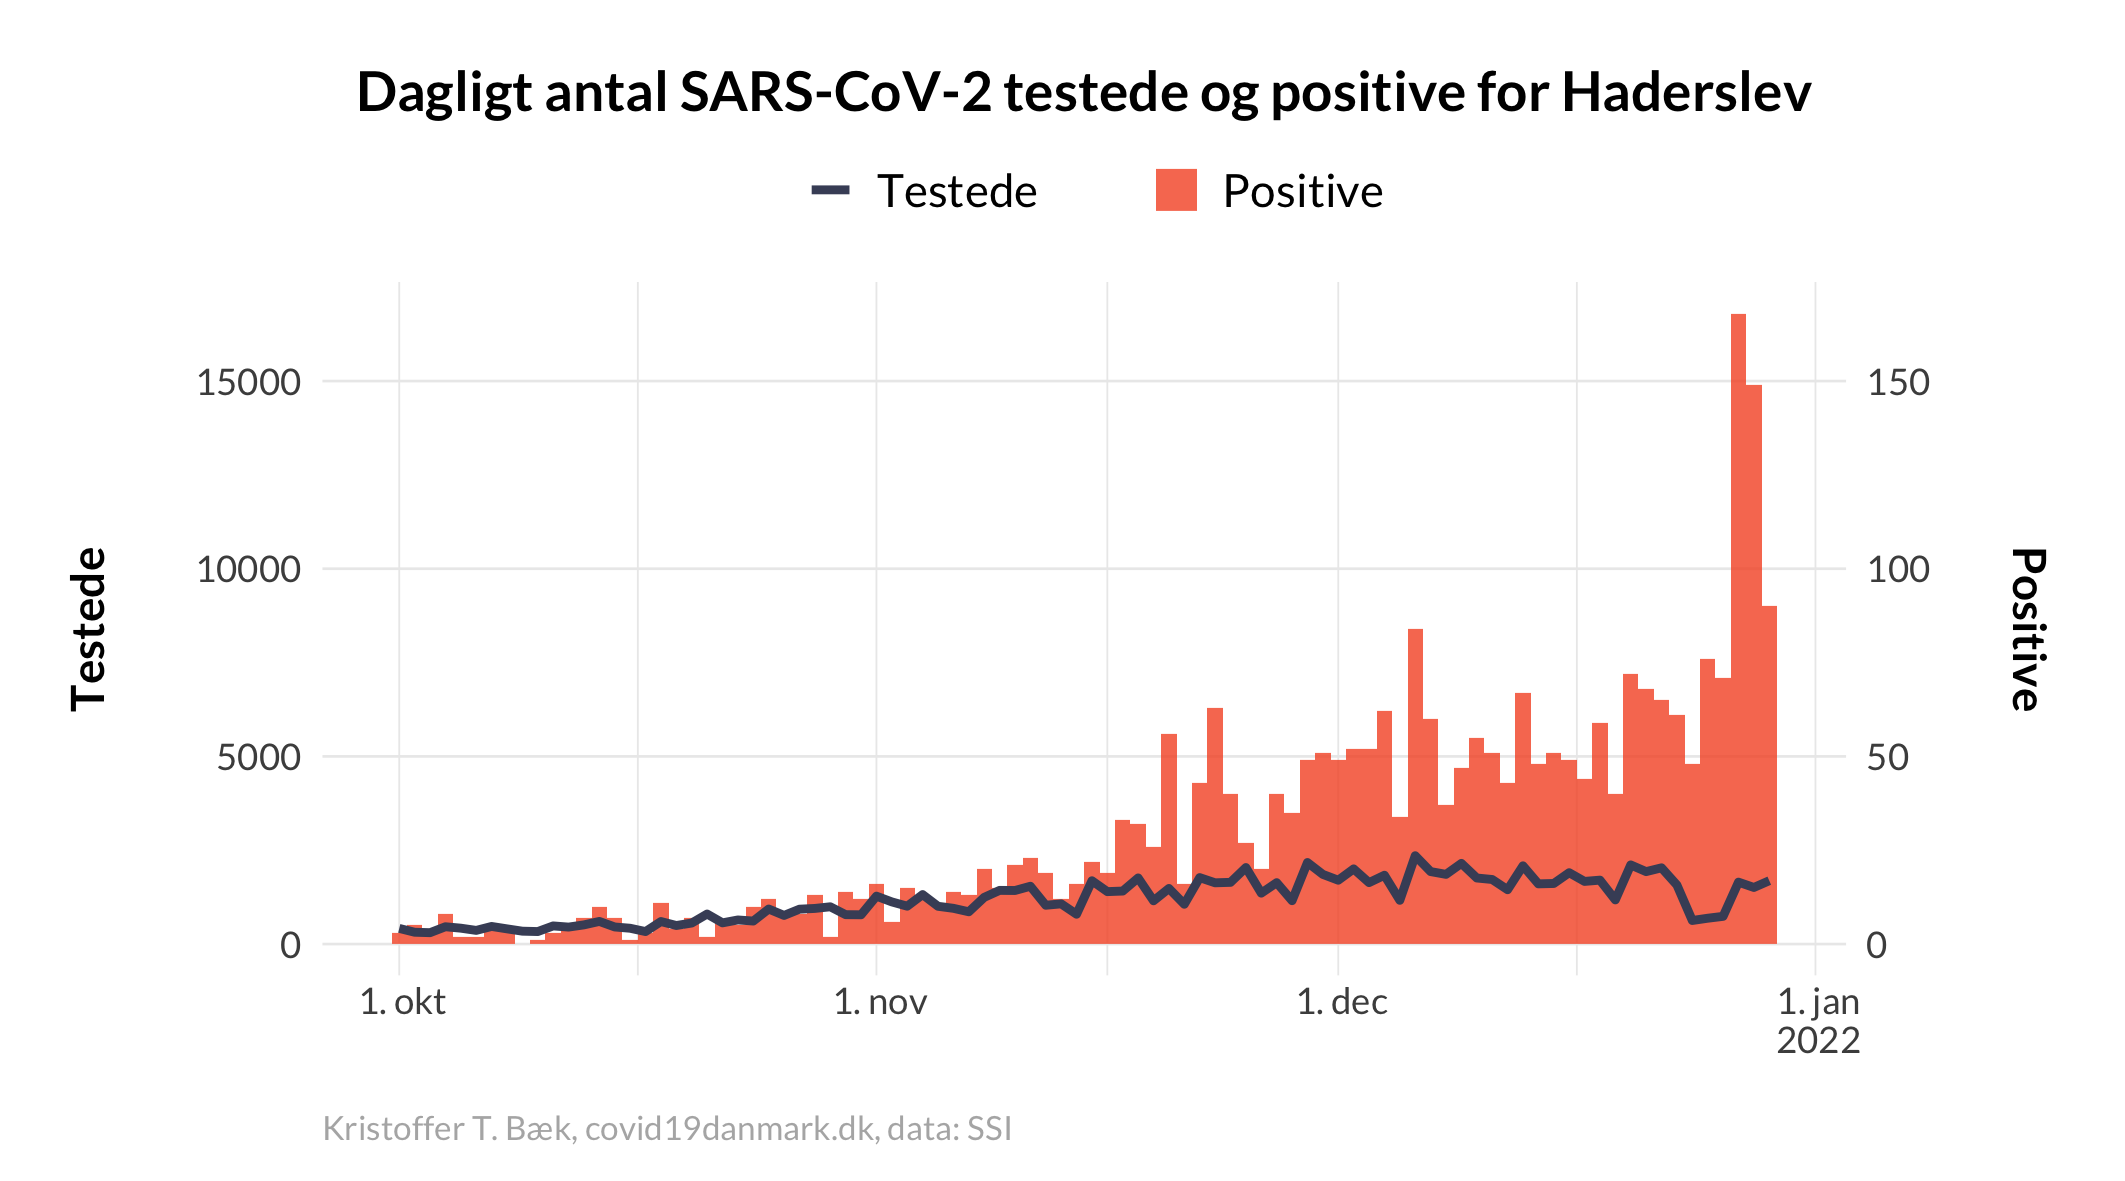 Dagligt antal SARS-CoV-2 testede og positive for Haderslev
Testede
Positive
Testede
15000
10000
5000
0
150
100
50
0
Positive
1. okt
1. nov
1. dec
1. jan
2022
Kristoffer T. Bæk, covid19danmark.dk, data: SSI